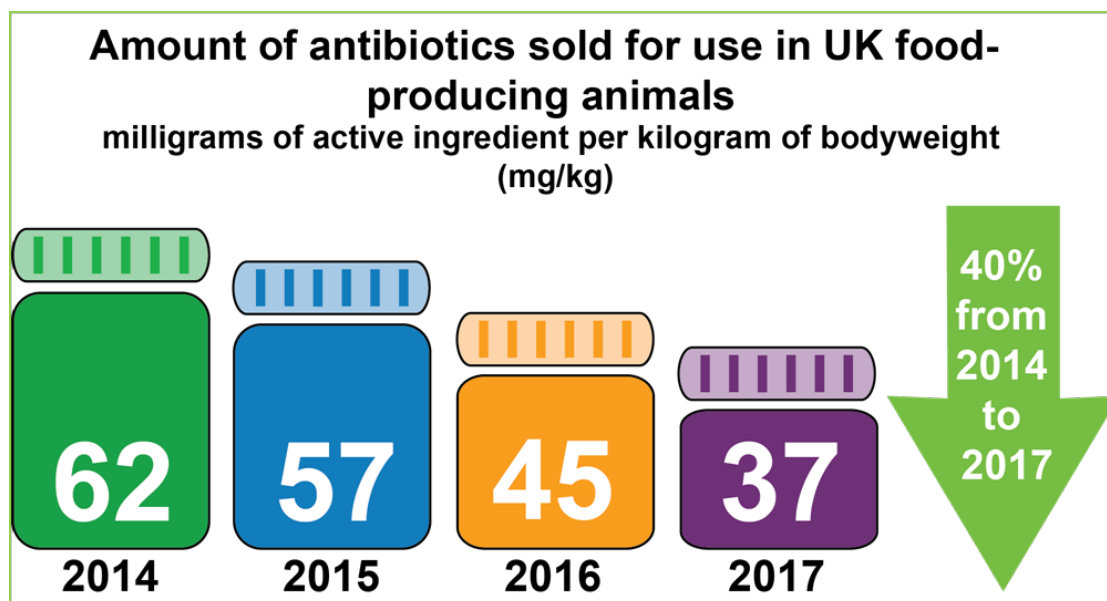 Amount of antibiotics sold for use in UK food-
producing animals
milligrams of active ingredient per kilogram of bodyweight
(mg/kg)
62
57
45
37
2014
2015
2016
2017
40%
from
2014
to
2017